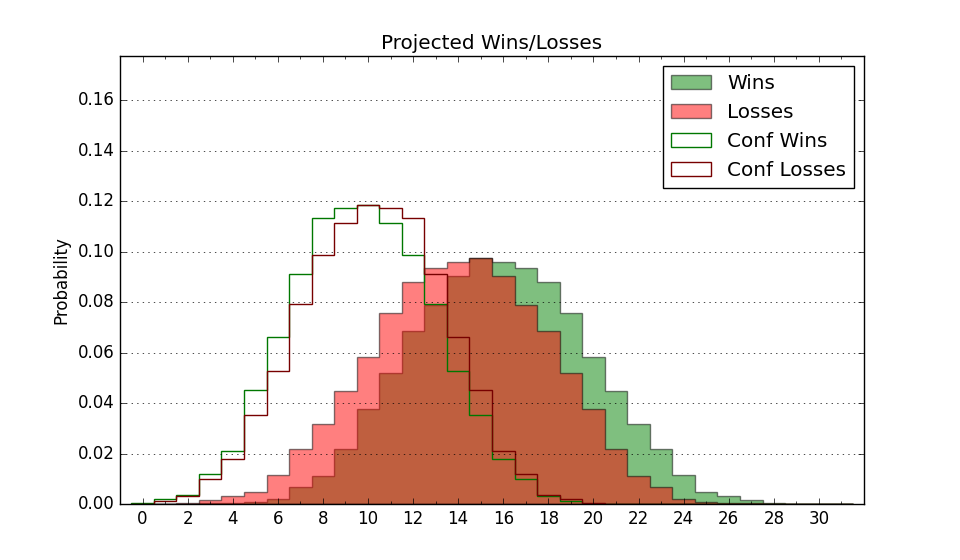 Projected Wins/Losses
Wins
Losses
Conf Wins
Conf Losses
Probability
0.16
0.14
0.12
0.10
0.08
0.06
0.04
0.02
0.00
0 2 4 6 8 10 12 14 16 18 20 22 24 26 28 30